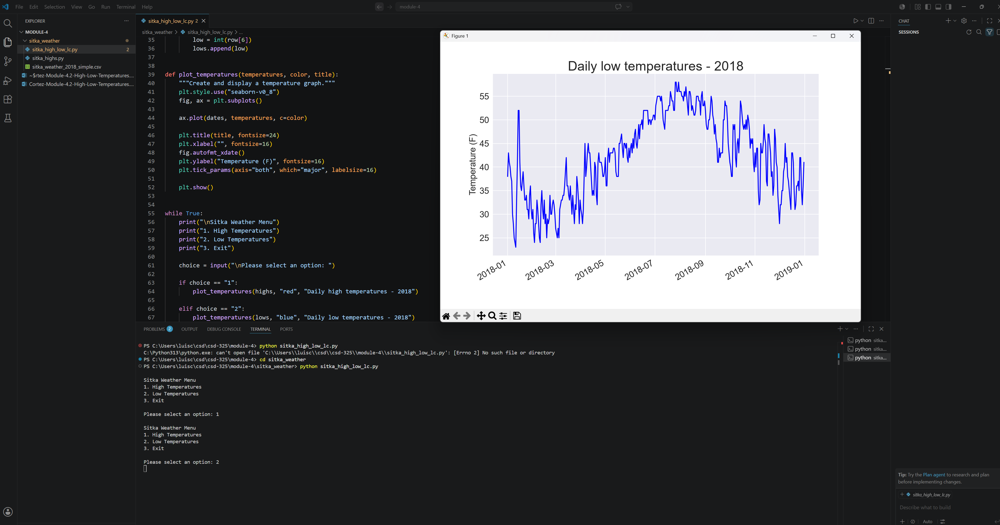 File Edit Selection View Go Run Terminal Help
module-4
EXPLORER
MODULE-4
sitka_weather
sitka_high_low_lc.py 2
sitka_highs.py
sitka_weather_2018_simple.csv
~$rtez-Module-4.2-High-Low-Temperatures....
Cortez-Module-4.2-High-Low-Temperatures....
sitka_high_low_lc.py 2
sitka_weather > sitka_high_low_lc.py > ...
35 low = int(row[6])
36 lows.append(low)
37
38
39 def plot_temperatures(temperatures, color, title):
40 """Create and display a temperature graph."""
41 plt.style.use("seaborn-v0_8")
42 fig, ax = plt.subplots()
43
44 ax.plot(dates, temperatures, c=color)
45
46 plt.title(title, fontsize=24)
47 plt.xlabel("", fontsize=16)
48 fig.autofmt_xdate()
49 plt.ylabel("Temperature (F)", fontsize=16)
50 plt.tick_params(axis="both", which="major", labelsize=16)
51
52 plt.show()
53
54
55 while True:
56 print("\nSitka Weather Menu")
57 print("1. High Temperatures")
58 print("2. Low Temperatures")
59 print("3. Exit")
60
61 choice = input("\nPlease select an option: ")
62
63 if choice == "1":
64 plot_temperatures(highs, "red", "Daily high temperatures - 2018")
65
66 elif choice == "2":
67 plot_temperatures(lows, "blue", "Daily low temperatures - 2018")
Figure 1
Daily low temperatures - 2018
Temperature (F)
55
50
45
40
35
30
25
2018-01 2018-03 2018-05 2018-07 2018-09 2018-11 2019-01
PROBLEMS 2 OUTPUT DEBUG CONSOLE TERMINAL PORTS
PS C:\Users\luisc\csd\csd-325\module-4> python sitka_high_low_lc.py
C:\Python313\python.exe: can't open file 'C:\\Users\\luisc\\csd\\csd-325\\module-4\\sitka_high_low_lc.py': [Errno 2] No such file or directory
PS C:\Users\luisc\csd\csd-325\module-4> cd sitka_weather
PS C:\Users\luisc\csd\csd-325\module-4\sitka_weather> python sitka_high_low_lc.py
Sitka Weather Menu
1. High Temperatures
2. Low Temperatures
3. Exit
Please select an option: 1
Sitka Weather Menu
1. High Temperatures
2. Low Temperatures
3. Exit
Please select an option: 2
python sitka...
python sitka...
python sitka...
CHAT
SESSIONS
Tip: Try the Plan agent to research and plan
before implementing changes.
sitka_high_low_lc.py
Describe what to build
Auto